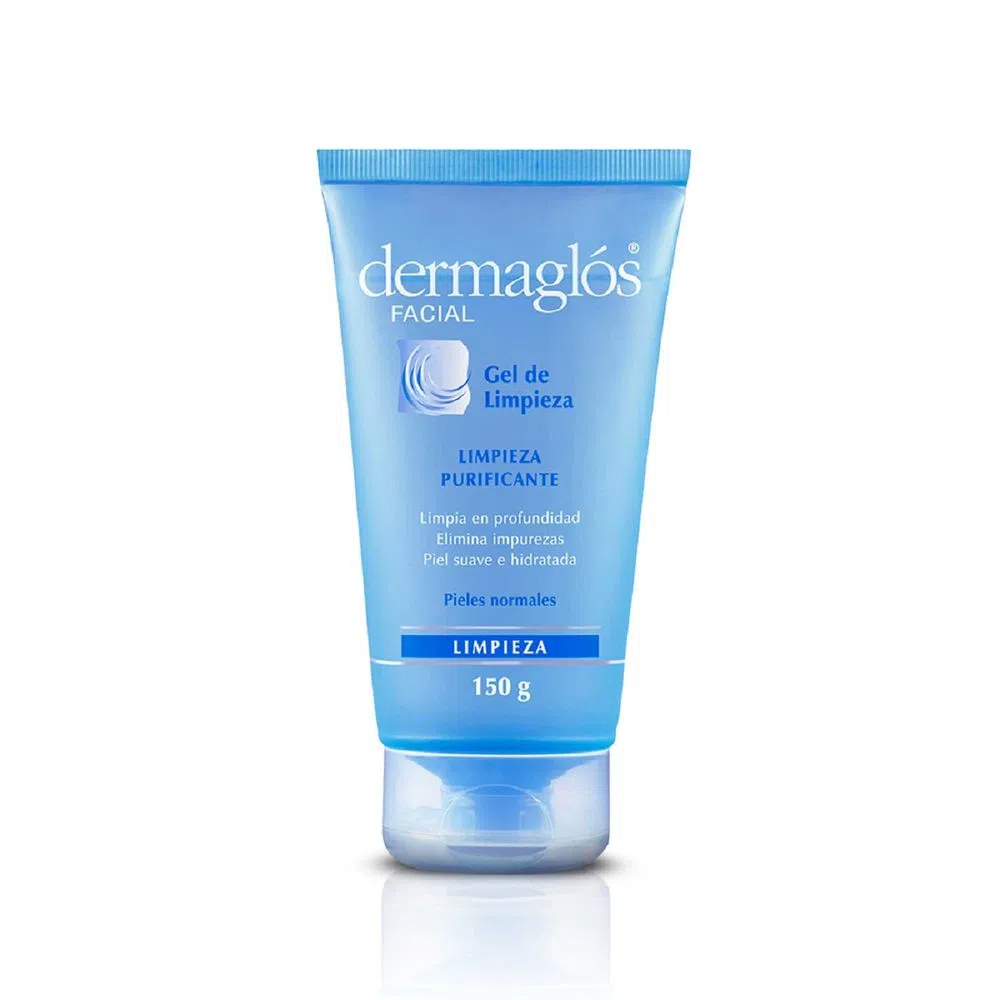 dermaglós®
FACIAL
Gel de
Limpieza
LIMPIEZA
PURIFICANTE
Limpia en profundidad
Elimina impurezas
Piel suave e hidratada
Pieles normales
LIMPIEZA
150 g